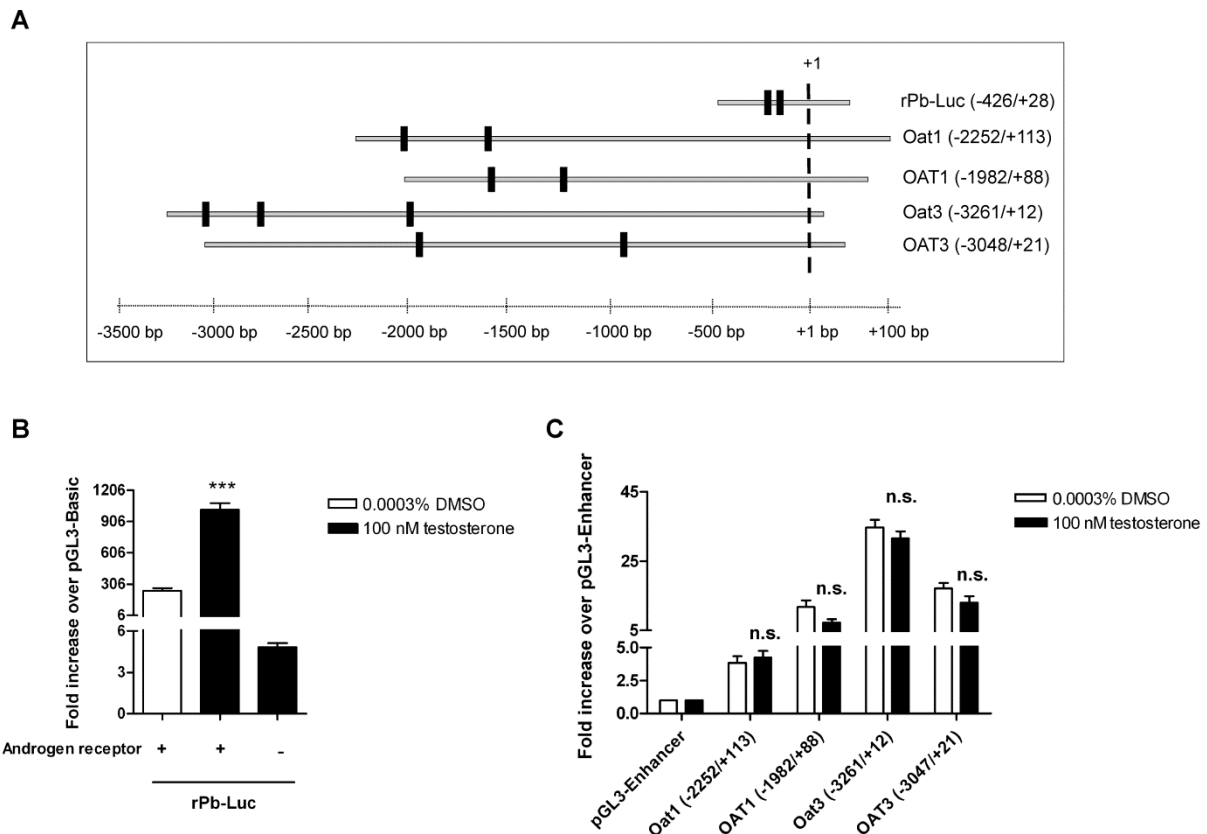 A
+1
rPb-Luc (-426/+28)
Oat1 (-2252/+113)
OAT1 (-1982/+88)
Oat3 (-3261/+12)
OAT3 (-3048/+21)
-3500 bp -3000 bp -2500 bp -2000 bp -1500 bp -1000 bp -500 bp +1 bp +100 bp
B
Fold increase over pGL3-Basic
1206
906
606
306
6
6
3
0
***
0.0003% DMSO
100 nM testosterone
Androgen receptor + + -
rPb-Luc
C
Fold increase over pGL3-Enhancer
45
25
5
5.0
2.5
0.0
n.s.
n.s.
n.s.
n.s.
0.0003% DMSO
100 nM testosterone
pGL3-Enhancer
Oat1 (-2252/+113)
OAT1 (-1982/+88)
Oat3 (-3261/+12)
OAT3 (-3047/+21)